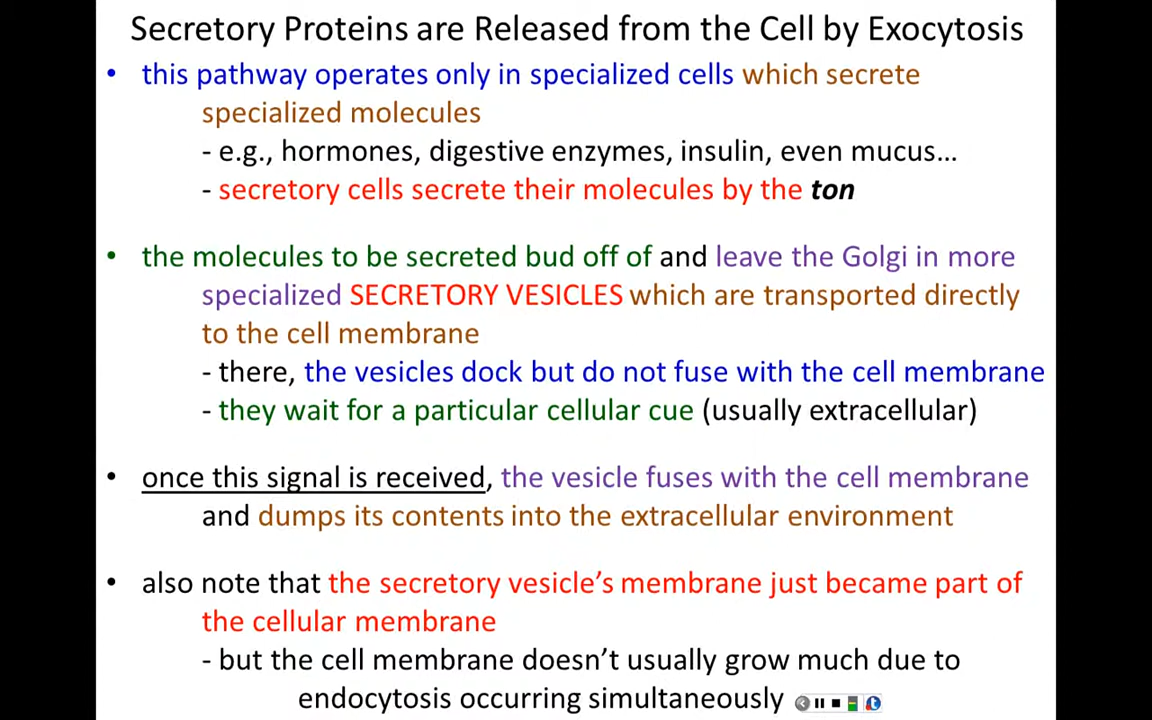 Secretory Proteins are Released from the Cell by Exocytosis
• this pathway operates only in specialized cells which secrete
specialized molecules
- e.g., hormones, digestive enzymes, insulin, even mucus…
- secretory cells secrete their molecules by the ton
• the molecules to be secreted bud off of and leave the Golgi in more
specialized SECRETORY VESICLES which are transported directly
to the cell membrane
- there, the vesicles dock but do not fuse with the cell membrane
- they wait for a particular cellular cue (usually extracellular)
• once this signal is received, the vesicle fuses with the cell membrane
and dumps its contents into the extracellular environment
• also note that the secretory vesicle’s membrane just became part of
the cellular membrane
- but the cell membrane doesn’t usually grow much due to
endocytosis occurring simultaneously